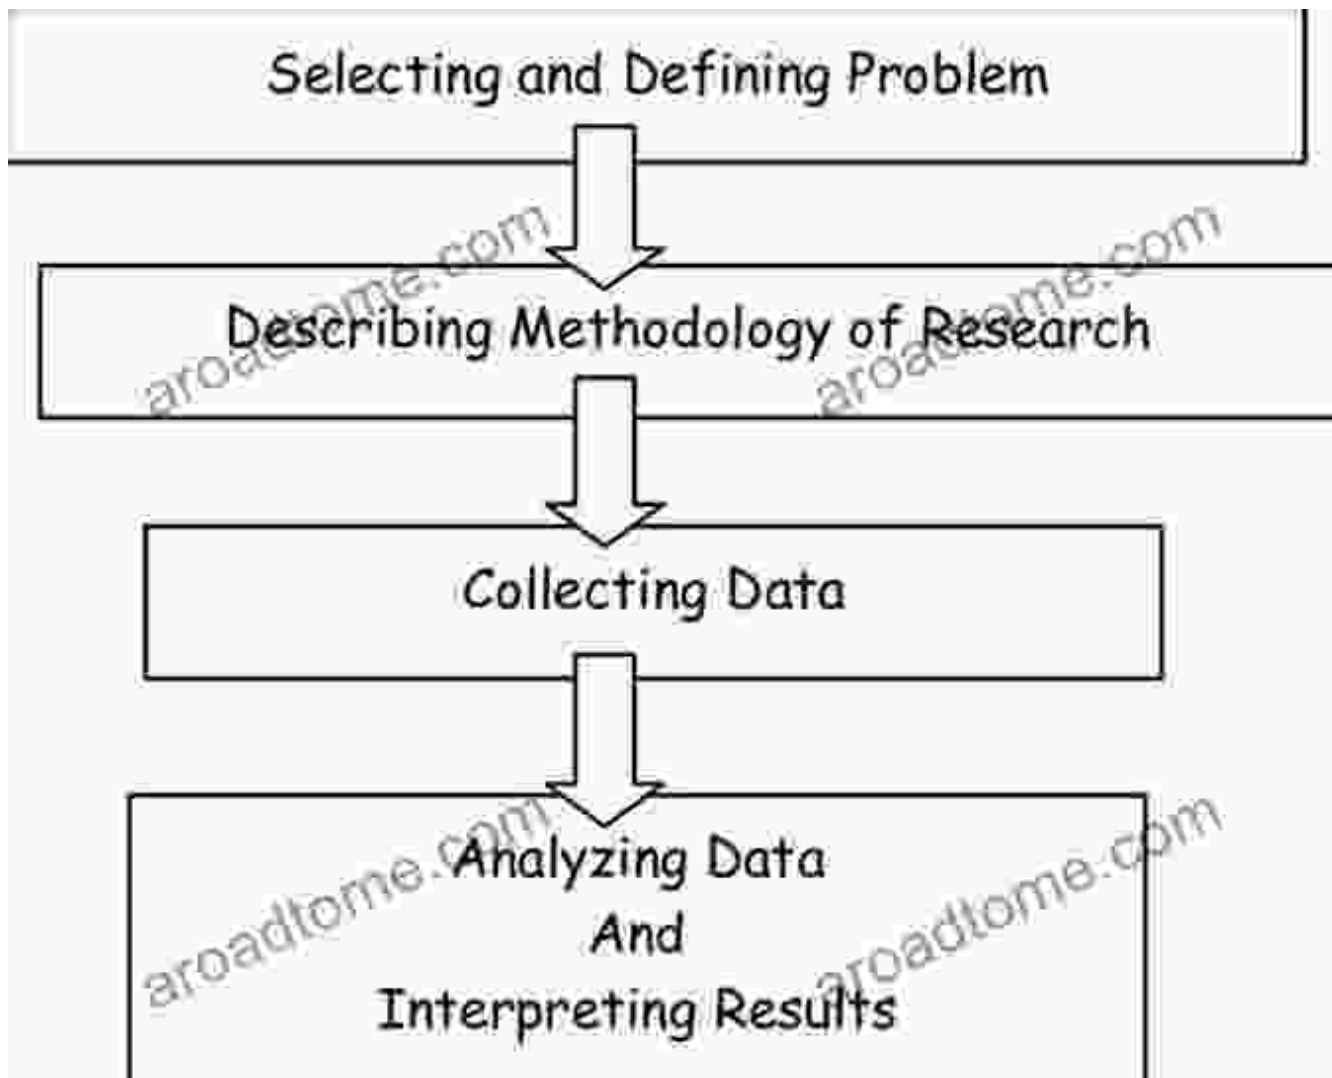 Selecting and Defining Problem
aroadtome.com
aroadtome.com
Describing Methodology of Research
Collecting Data
aroadtome.com
aroadtome.com
Analyzing Data
And
Interpreting Results